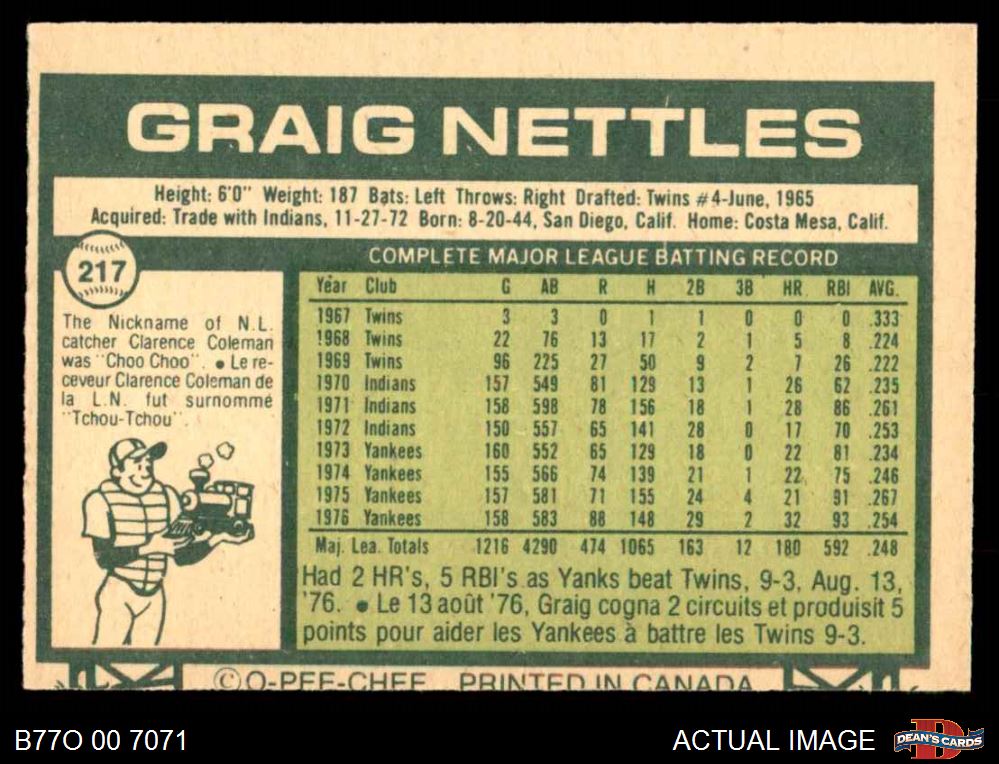 GRAIG NETTLES
Height: 6'0" Weight: 187 Bats: Left Throws: Right Drafted: Twins #4-June, 1965
Acquired: Trade with Indians, 11-27-72 Born: 8-20-44, San Diego, Calif. Home: Costa Mesa, Calif.
217
The Nickname of N.L.
catcher Clarence Coleman
was "Choo Choo". ● Le re-
ceveur Clarence Coleman de
la L.N. fut surnommé
"Tchou-Tchou".
COMPLETE MAJOR LEAGUE BATTING RECORD
Year Club G AB R H 2B 3B HR RBI AVG.
1967 Twins 3 3 0 1 1 0 0 0 .333
1968 Twins 22 76 13 17 2 1 5 8 .224
1969 Twins 96 225 27 50 9 2 7 26 .222
1970 Indians 157 549 81 129 13 1 26 62 .235
1971 Indians 158 598 78 156 18 1 28 86 .261
1972 Indians 150 557 65 141 28 0 17 70 .253
1973 Yankees 160 552 65 129 18 0 22 81 .234
1974 Yankees 155 566 74 139 21 1 22 75 .246
1975 Yankees 157 581 71 155 24 4 21 91 .267
1976 Yankees 158 583 88 148 29 2 32 93 .254
Maj. Lea. Totals 1216 4290 474 1065 163 12 180 592 .248
Had 2 HR's, 5 RBI's as Yanks beat Twins, 9-3, Aug. 13,
'76. ● Le 13 août '76, Graig cogna 2 circuits et produisit 5
points pour aider les Yankees à battre les Twins 9-3.
© O-PEE-CHEE PRINTED IN CANADA
B77O 00 7071
ACTUAL IMAGE
D
DEAN'S CARDS